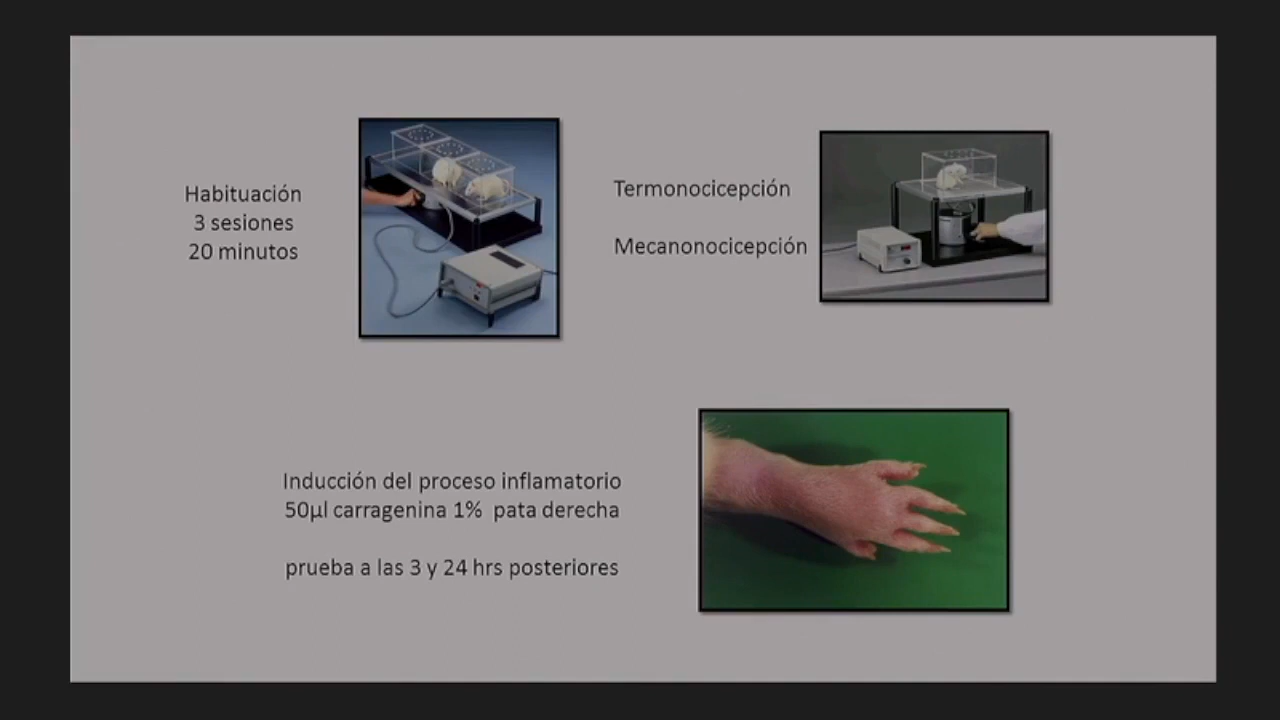 Habituación
3 sesiones
20 minutos
Termonocicepción
Mecanonocicepción
Inducción del proceso inflamatorio
50µl carragenina 1% pata derecha
prueba a las 3 y 24 hrs posteriores